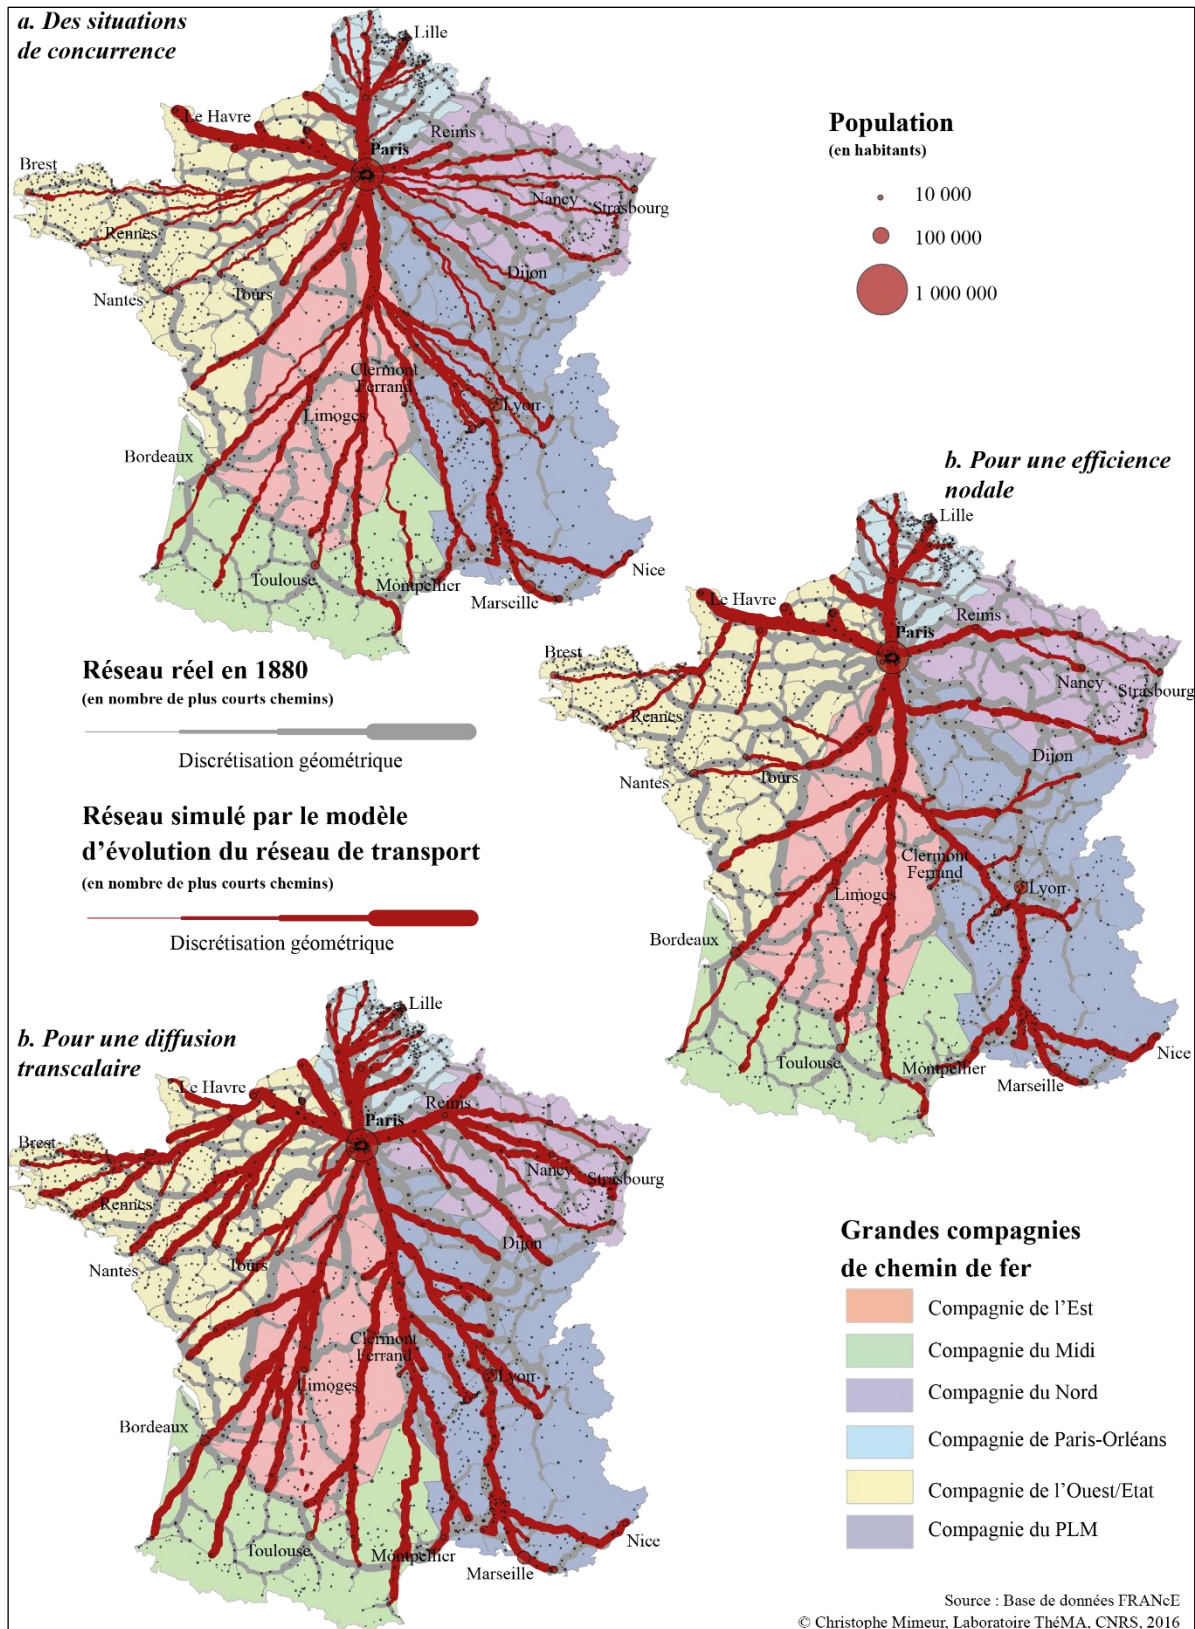 a. Des situations
de concurrence
Lille
Le Havre
Reims
Paris
Brest
Nancy
Strasbourg
Rennes
Dijon
Nantes
Tours
Clermont
Ferrand
Lyon
Limoges
Bordeaux
Toulouse
Montpellier
Marseille
Nice
Population
(en habitants)
10 000
100 000
1 000 000
b. Pour une efficience
nodale
Lille
Le Havre
Reims
Paris
Brest
Nancy
Strasbourg
Rennes
Dijon
Nantes
Tours
Clermont
Ferrand
Lyon
Limoges
Bordeaux
Toulouse
Montpellier
Marseille
Nice
Réseau réel en 1880
(en nombre de plus courts chemins)
Discrétisation géométrique
Réseau simulé par le modèle
d'évolution du réseau de transport
(en nombre de plus courts chemins)
Discrétisation géométrique
b. Pour une diffusion
transcalaire
Lille
Le Havre
Reims
Paris
Brest
Nancy
Strasbourg
Rennes
Dijon
Nantes
Tours
Clermont
Ferrand
Lyon
Limoges
Bordeaux
Toulouse
Montpellier
Marseille
Nice
Grandes compagnies
de chemin de fer
Compagnie de l'Est
Compagnie du Midi
Compagnie du Nord
Compagnie de Paris-Orléans
Compagnie de l'Ouest/Etat
Compagnie du PLM
Source : Base de données FRANcE
© Christophe Mimeur, Laboratoire ThéMA, CNRS, 2016